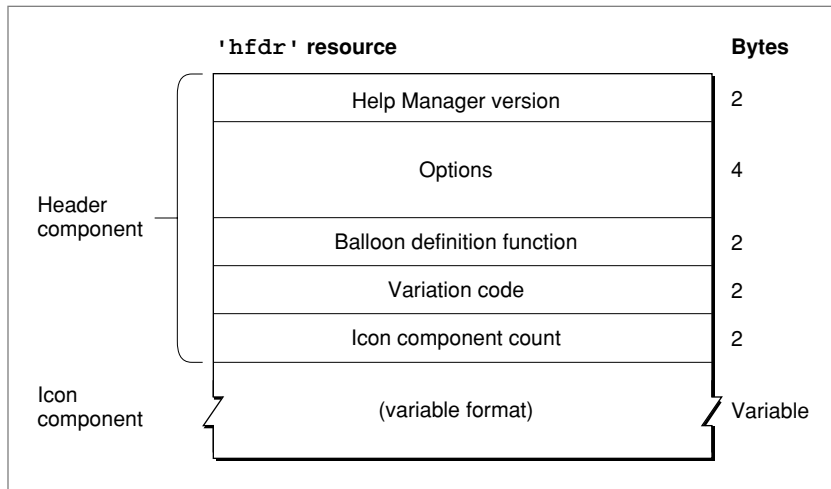 'hfdr' resource Bytes
Help Manager version 2
Options 4
Header
component
Balloon definition function 2
Variation code 2
Icon component count 2
Icon
component
(variable format) Variable